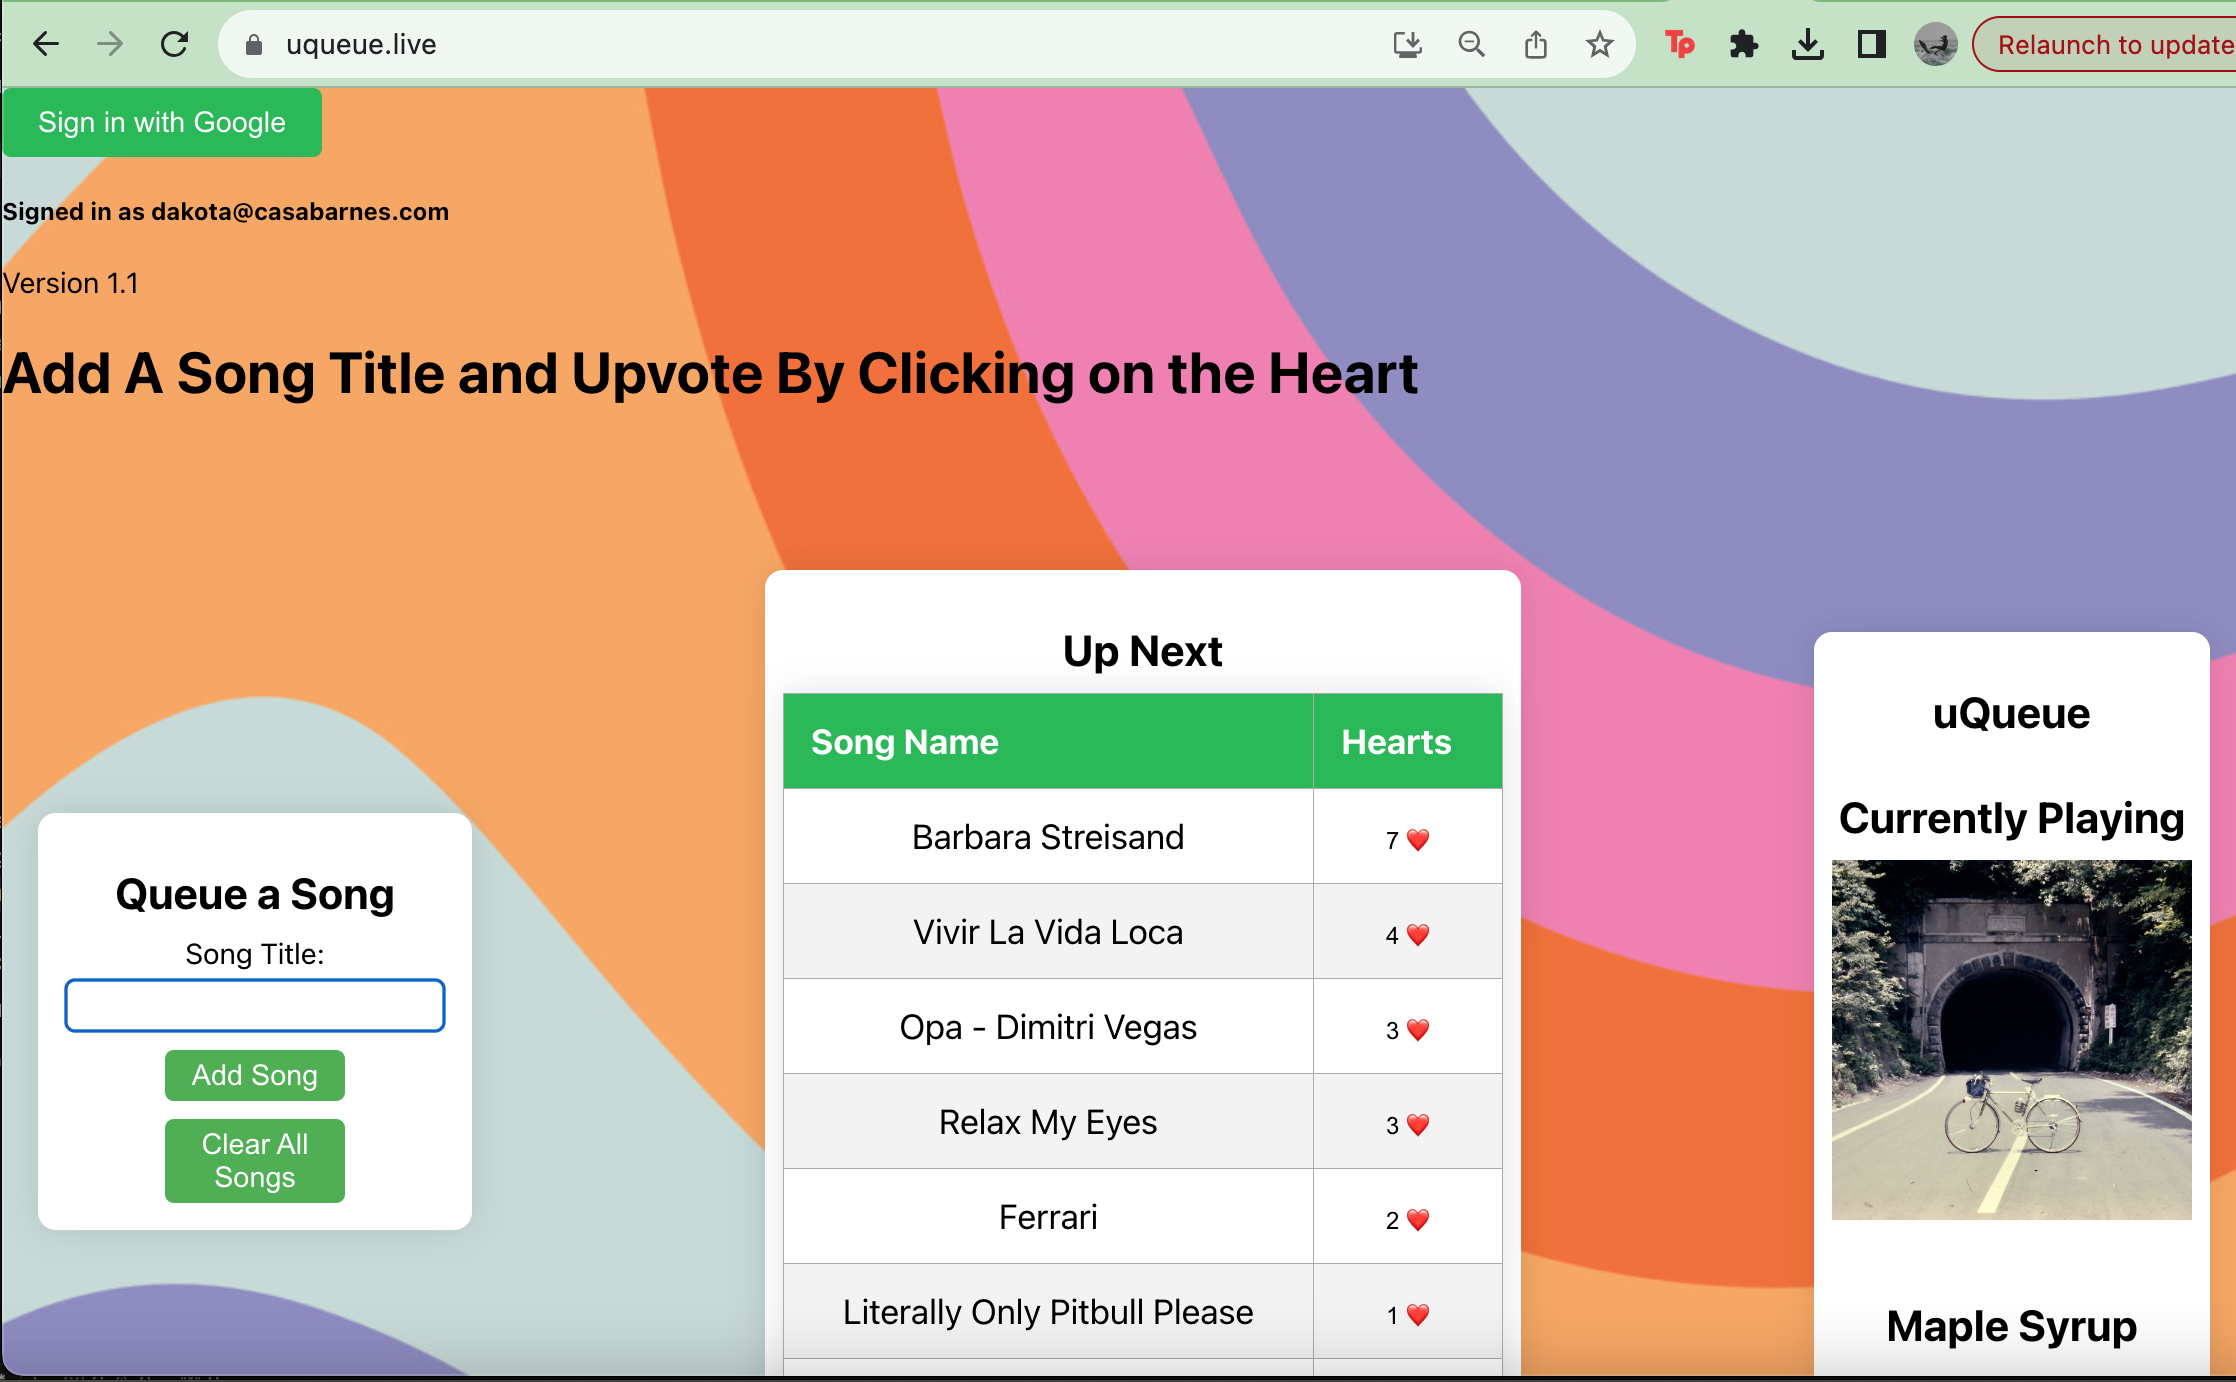 uqueue.live
Tp
Relaunch to update
Sign in with Google
Signed in as dakota@casabarnes.com
Version 1.1
Add A Song Title and Upvote By Clicking on the Heart
Queue a Song
Song Title:
Add Song
Clear All
Songs
Up Next
Song Name Hearts
Barbara Streisand 7 ❤️
Vivir La Vida Loca 4 ❤️
Opa - Dimitri Vegas 3 ❤️
Relax My Eyes 3 ❤️
Ferrari 2 ❤️
Literally Only Pitbull Please 1 ❤️
uQueue
Currently Playing
Maple Syrup